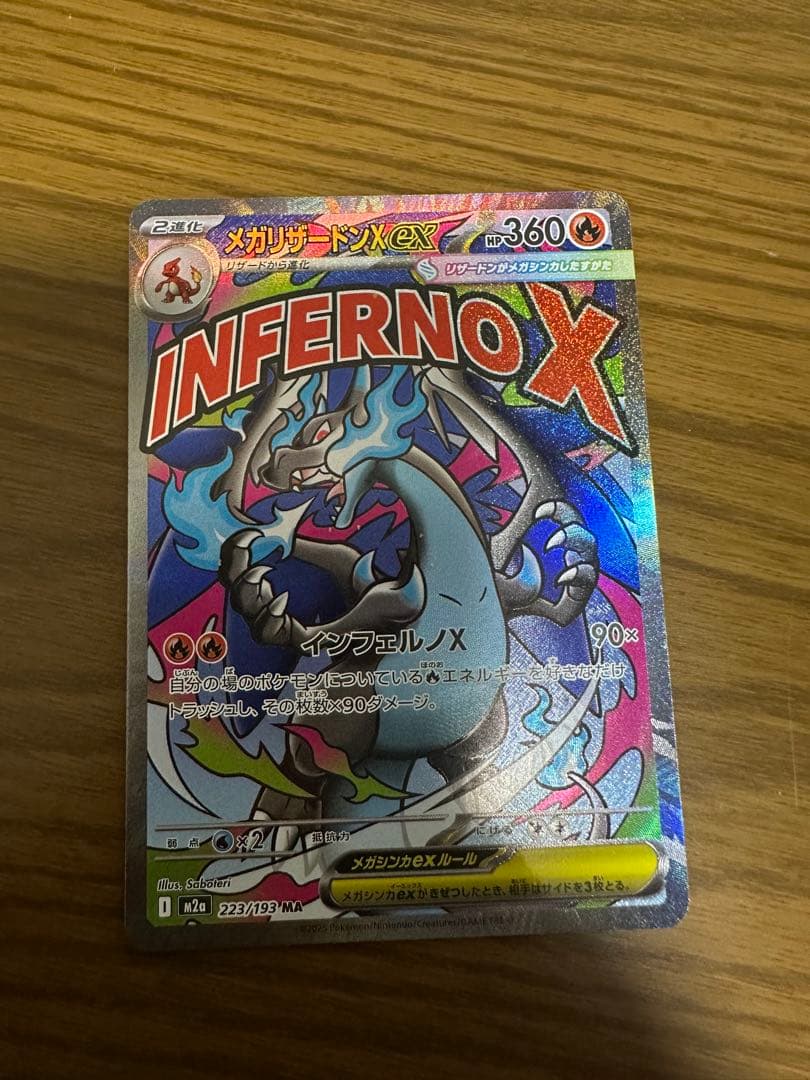 2進化 メガリザードンXex HP360
リザードから進化 リザードンがメガシンカしたすがた
INFERNOX
インフェルノX 90×
自分の場のポケモンについているエネルギーを好きなだけ
トラッシュし、その枚数×90ダメージ。
弱点 ×2 抵抗力 にげる
メガシンカexルール
メガシンカexがきぜつしたとき、相手はサイドを3枚とる。
Illus. Saboteri
I m2a 223/193 MA
©2025 Pokémon/Nintendo/Creatures/GAME FREAK